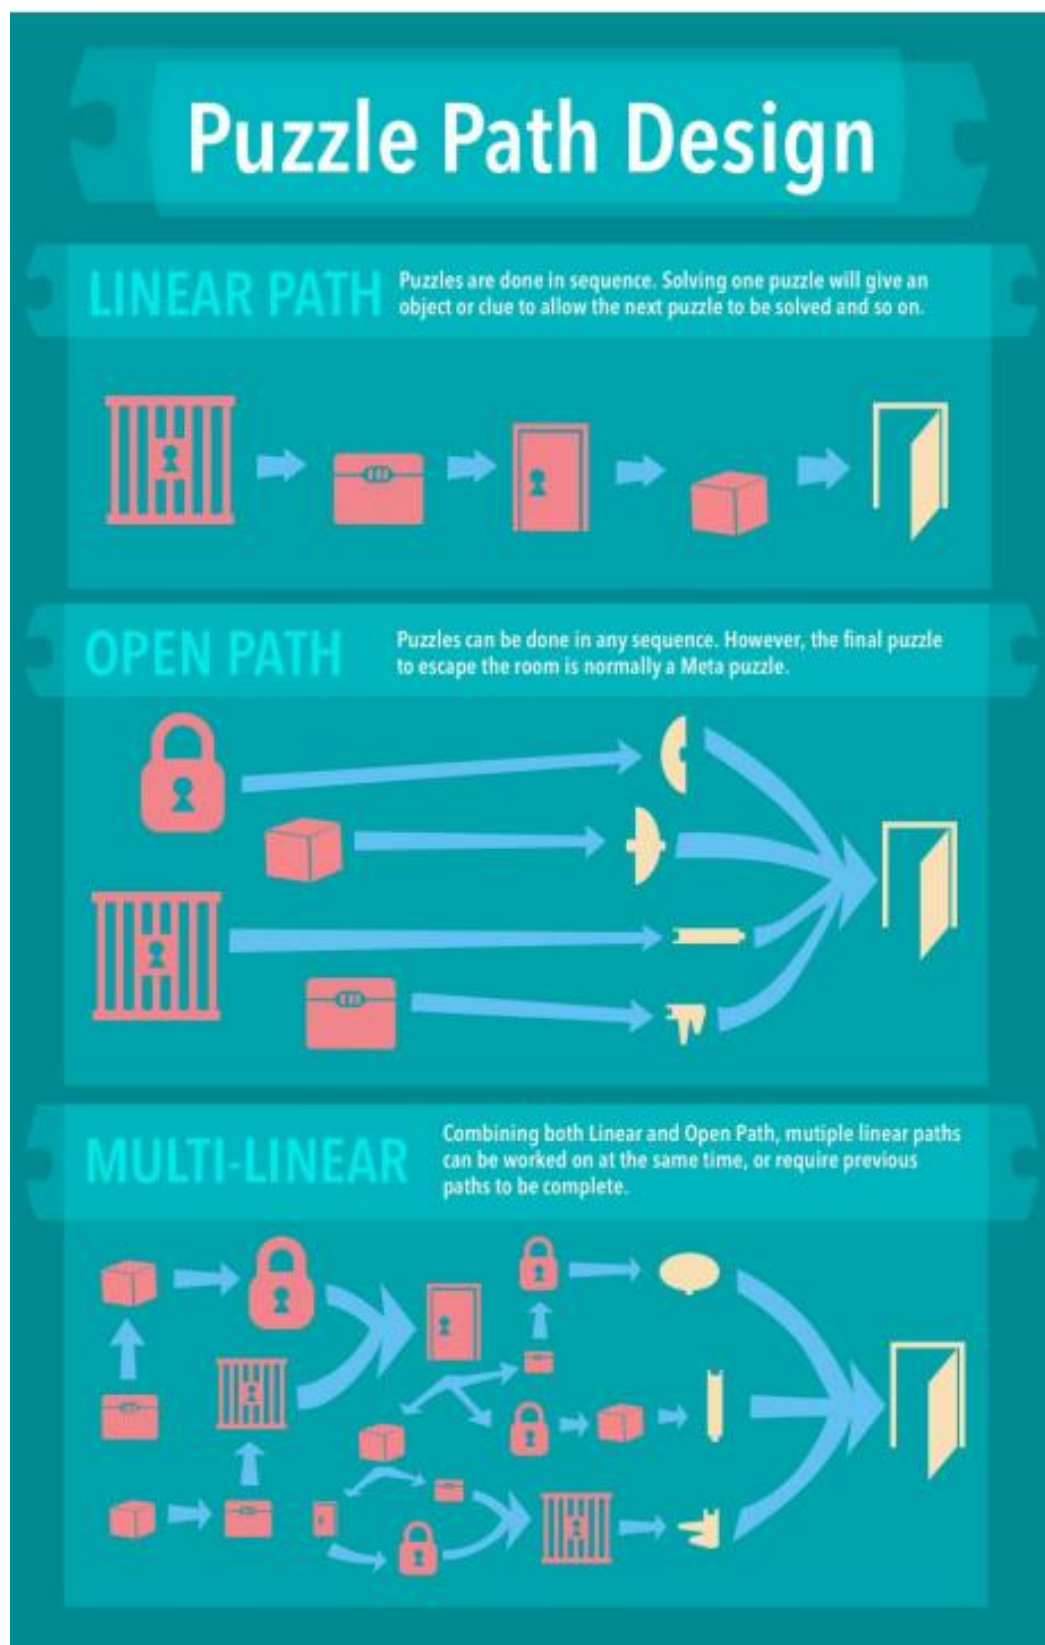 Puzzle Path Design
LINEAR PATH
Puzzles are done in sequence. Solving one puzzle will give an
object or clue to allow the next puzzle to be solved and so on.
OPEN PATH
Puzzles can be done in any sequence. However, the final puzzle
to escape the room is normally a Meta puzzle.
MULTI-LINEAR
Combining both Linear and Open Path, mutiple linear paths
can be worked on at the same time, or require previous
paths to be complete.